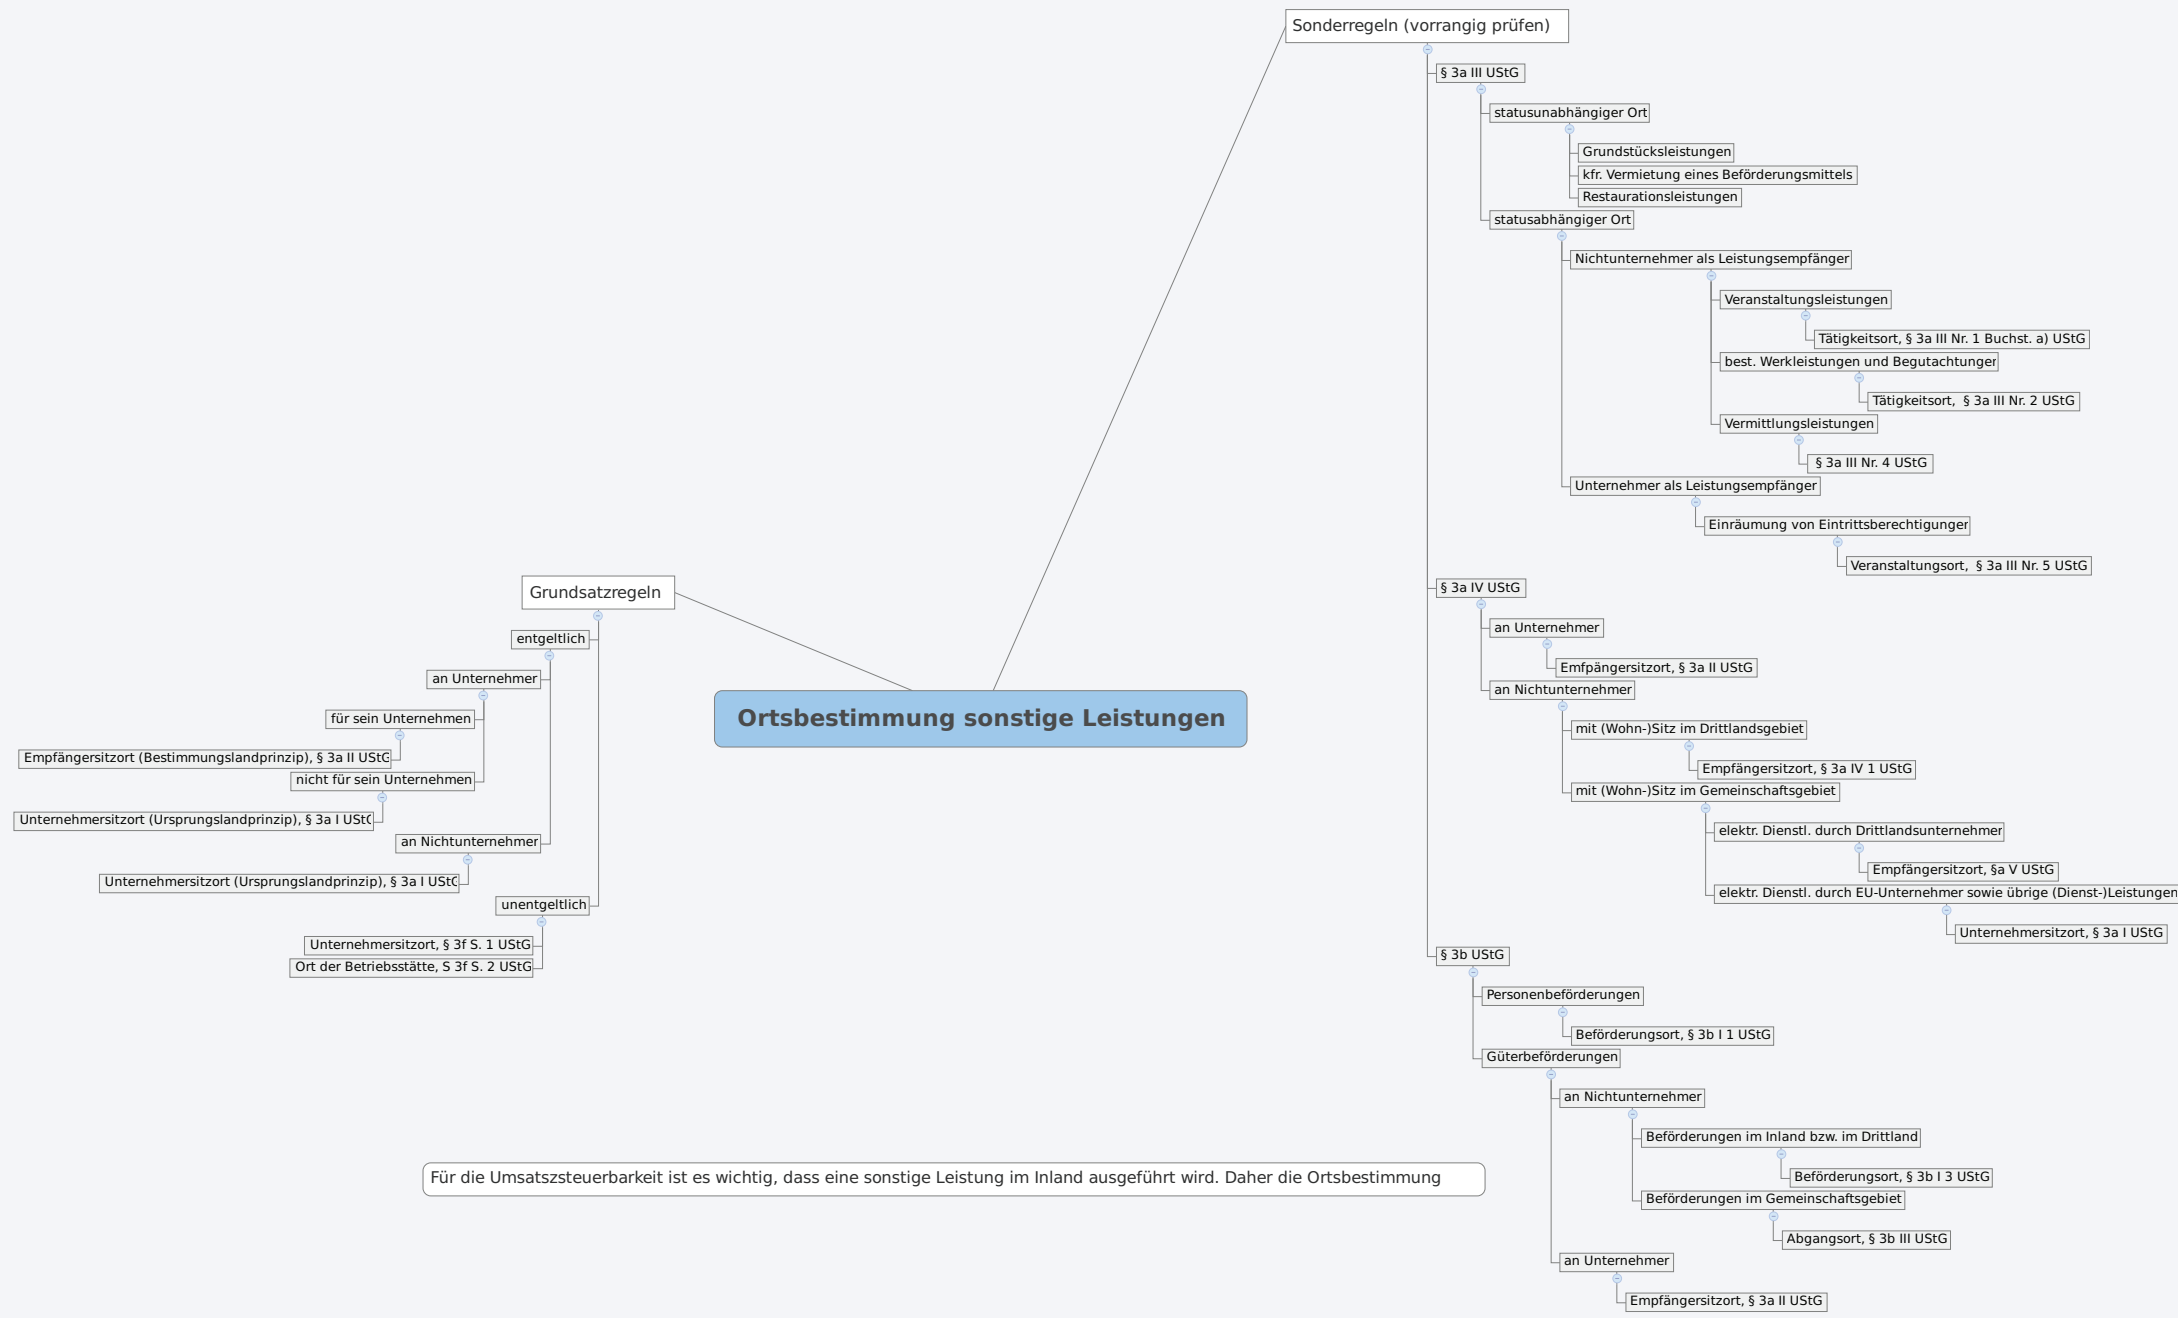 Sonderregeln (vorrangig prüfen)
§ 3a III UStG
statusunabhängiger Ort
Grundstücksleistungen
kfr. Vermietung eines Beförderungsmittels
Restaurationsleistungen
statusabhängiger Ort
Nichtunternehmer als Leistungsempfänger
Veranstaltungsleistungen
Tätigkeitsort, § 3a III Nr. 1 Buchst. a) UStG
best. Werkleistungen und Begutachtungen
Tätigkeitsort,  § 3a III Nr. 2 UStG
Vermittlungsleistungen
§ 3a III Nr. 4 UStG
Unternehmer als Leistungsempfänger
Einräumung von Eintrittsberechtigungen
Veranstaltungsort,  § 3a III Nr. 5 UStG
§ 3a IV UStG
an Unternehmer
Emfpängersitzort, § 3a II UStG
an Nichtunternehmer
mit (Wohn-)Sitz im Drittlandsgebiet
Empfängersitzort, § 3a IV 1 UStG
mit (Wohn-)Sitz im Gemeinschaftsgebiet
elektr. Dienstl. durch Drittlandsunternehmer
Empfängersitzort, §a V UStG
elektr. Dienstl. durch EU-Unternehmer sowie übrige (Dienst-)Leistungen
Unternehmersitzort, § 3a I UStG
§ 3b UStG
Personenbeförderungen
Beförderungsort, § 3b I 1 UStG
Güterbeförderungen
an Nichtunternehmer
Beförderungen im Inland bzw. im Drittland
Beförderungsort, § 3b I 3 UStG
Beförderungen im Gemeinschaftsgebiet
Abgangsort, § 3b III UStG
an Unternehmer
Empfängersitzort, § 3a II UStG
Grundsatzregeln
entgeltlich
an Unternehmer
für sein Unternehmen
Empfängersitzort (Bestimmungslandprinzip), § 3a II UStG
nicht für sein Unternehmen
Unternehmersitzort (Ursprungslandprinzip), § 3a I UStG
an Nichtunternehmer
Unternehmersitzort (Ursprungslandprinzip), § 3a I UStG
unentgeltlich
Unternehmersitzort, § 3f S. 1 UStG
Ort der Betriebsstätte, S 3f S. 2 UStG
Ortsbestimmung sonstige Leistungen
Für die Umsatszsteuerbarkeit ist es wichtig, dass eine sonstige Leistung im Inland ausgeführt wird. Daher die Ortsbestimmung